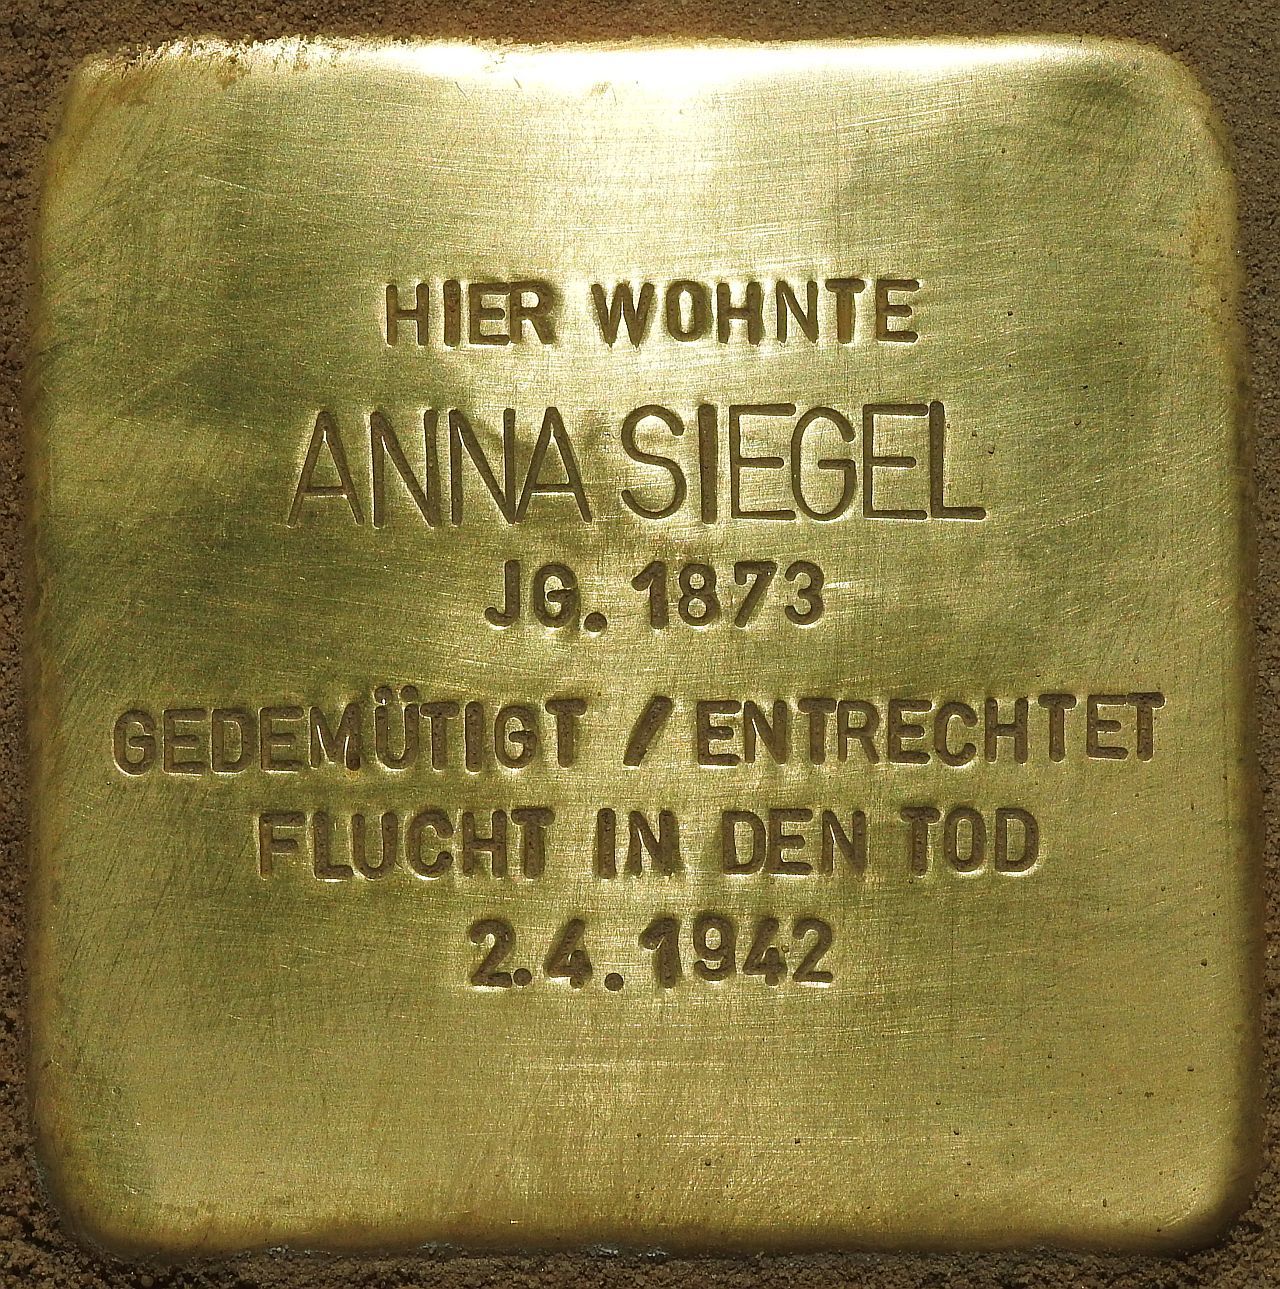 HIER WOHNTE
ANNA SIEGEL
JG. 1873
GEDEMÜTIGT / ENTRECHTET
FLUCHT IN DEN TOD
2.4.1942